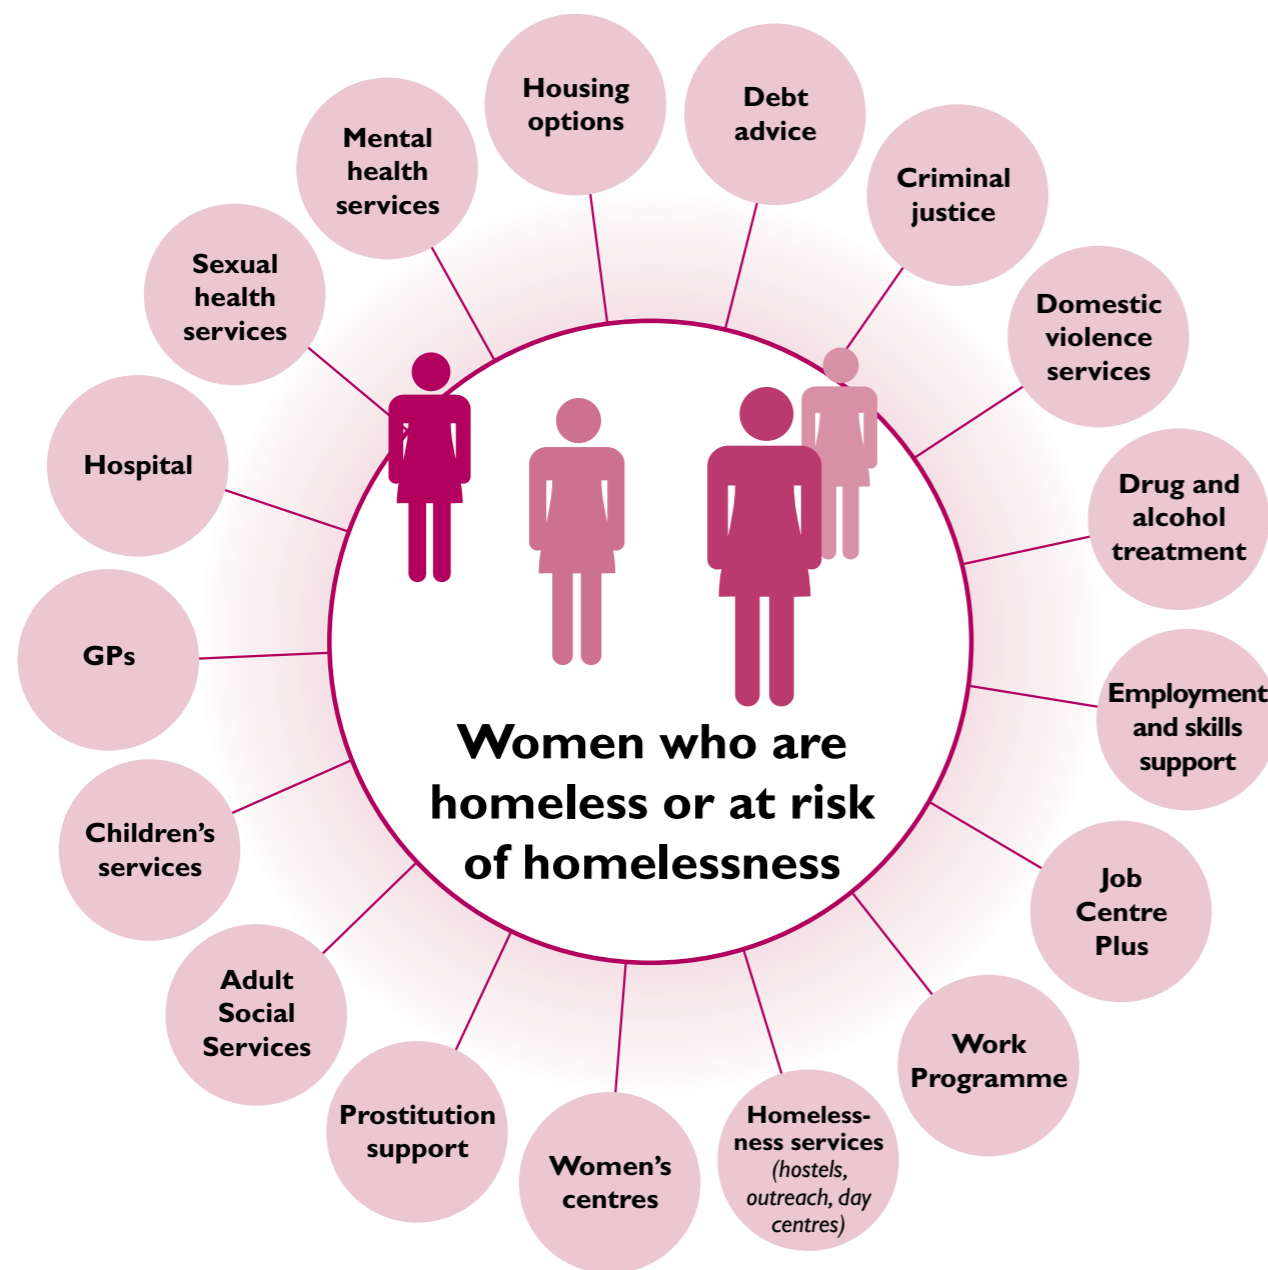 Housing
options
Debt
advice
Criminal
justice
Domestic
violence
services
Drug and
alcohol
treatment
Employment
and skills
support
Job
Centre
Plus
Work
Programme
Homeless-
ness services
(hostels,
outreach, day
centres)
Women’s
centres
Prostitution
support
Adult
Social
Services
Children’s
services
GPs
Hospital
Sexual
health
services
Mental
health
services
Women who are
homeless or at risk
of homelessness